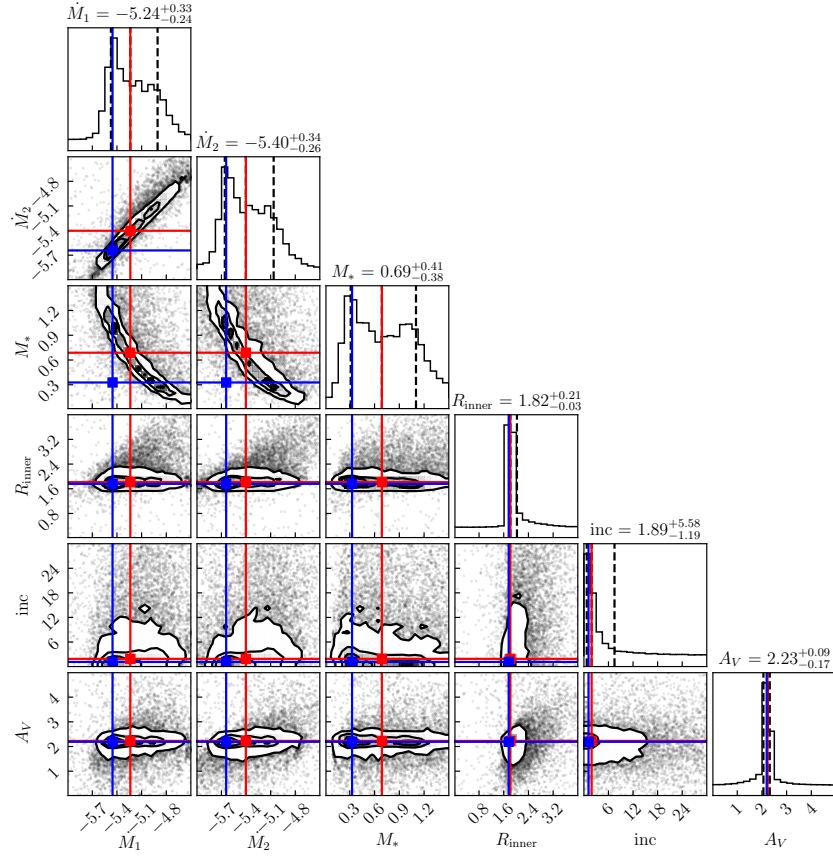 Ṁ₁ = −5.24 +0.33 −0.24
Ṁ₂ = −5.40 +0.34 −0.26
Ṁ₂
−4.8
−5.1
−5.4
−5.7
M∗ = 0.69 +0.41 −0.38
M∗
1.2
0.9
0.6
0.3
R_inner = 1.82 +0.21 −0.03
R_inner
3.2
2.4
1.6
0.8
inc = 1.89 +5.58 −1.19
inc
24
18
12
6
A_V = 2.23 +0.09 −0.17
A_V
4
3
2
1
−5.7 −5.4 −5.1 −4.8
−5.7 −5.4 −5.1 −4.8
0.3 0.6 0.9 1.2
0.8 1.6 2.4 3.2
6 12 18 24
1 2 3 4
Ṁ₁ Ṁ₂ M∗ R_inner inc A_V